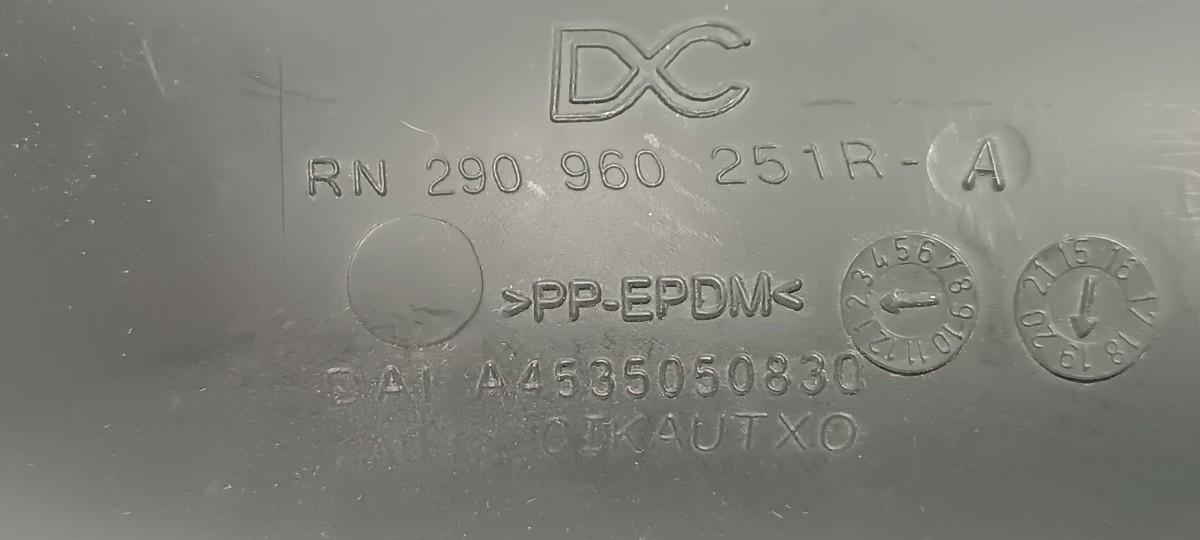 DC
RN 290 960 251R-A
>PP-EPDM<
1 2 3 4 5 6 7 8 9 10 11 12
15 16 17 18 19 20 21
DAI A4535050830
CIKAUTXO